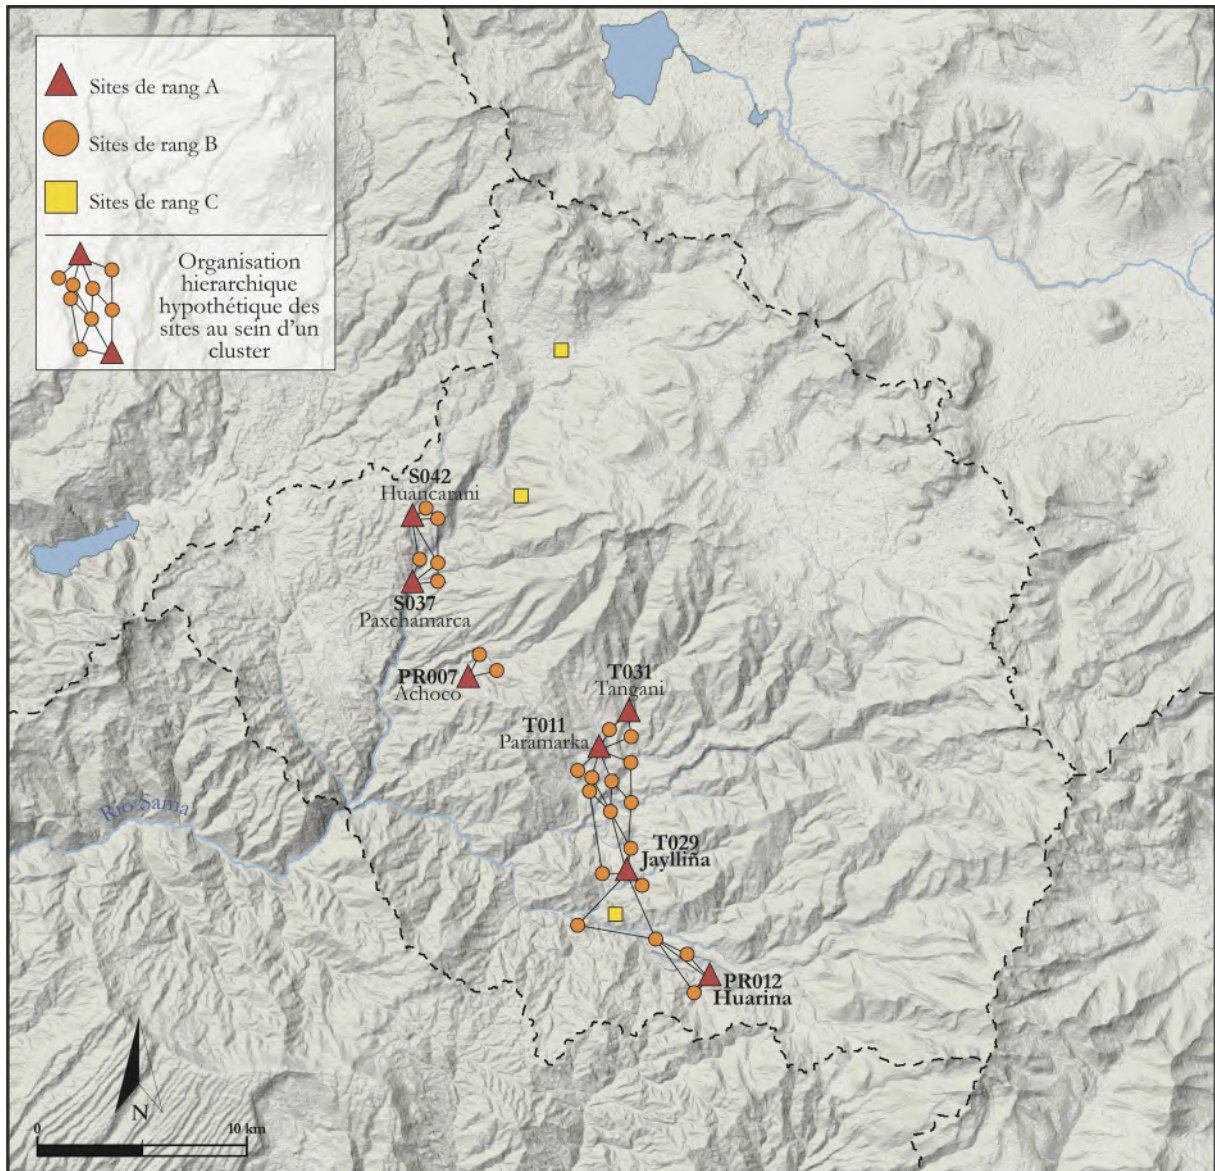 Sites de rang A
Sites de rang B
Sites de rang C
Organisation
hierarchique
hypothétique des
sites au sein d'un
cluster
S042
Huancarani
S037
Paxchamarca
PR007
Achoco
T031
Tangani
T011
Paramarka
Rio Sama
T029
Jaylliña
PR012
Huarina
N
0
10 km